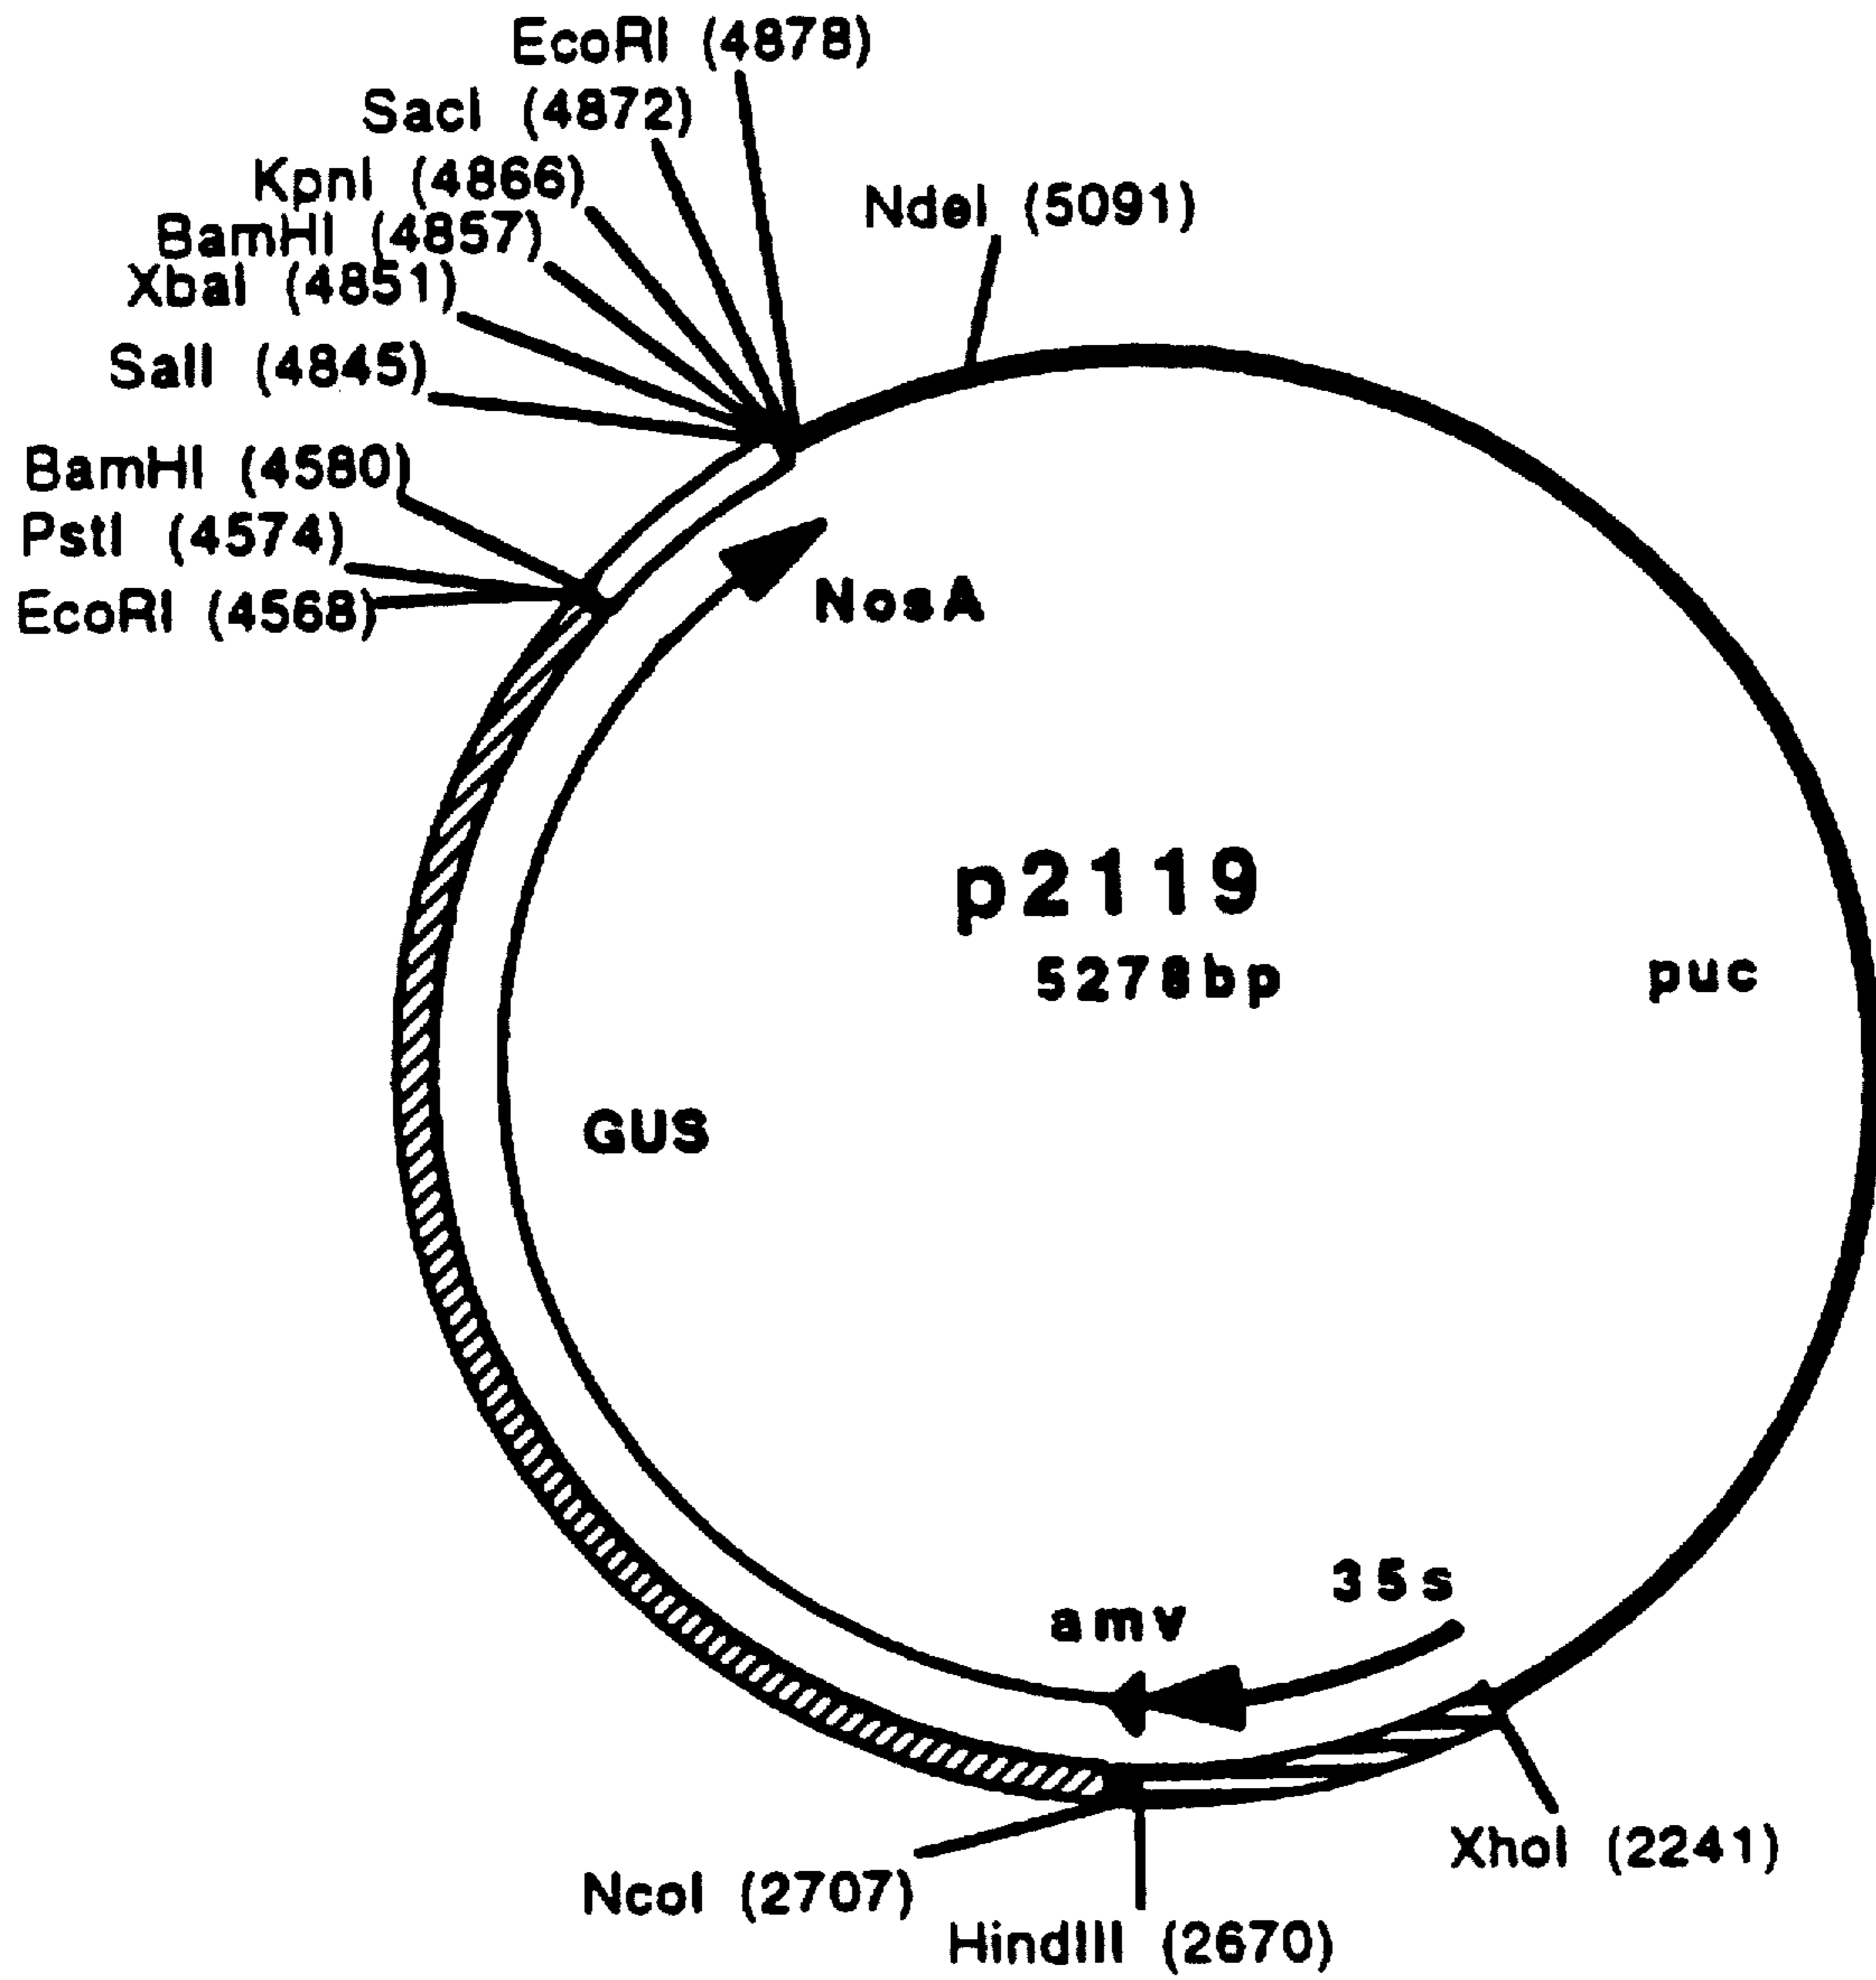 EcoRI (4878)
SacI (4872)
KpnI (4866)
NdeI (5091)
BamHI (4857)
XbaI (4851)
SalI (4845)
BamHI (4580)
PstI (4574)
EcoRI (4568)
NosA
p2119
5278bp
puc
GUS
35s
amv
XhoI (2241)
NcoI (2707)
HindIII (2670)